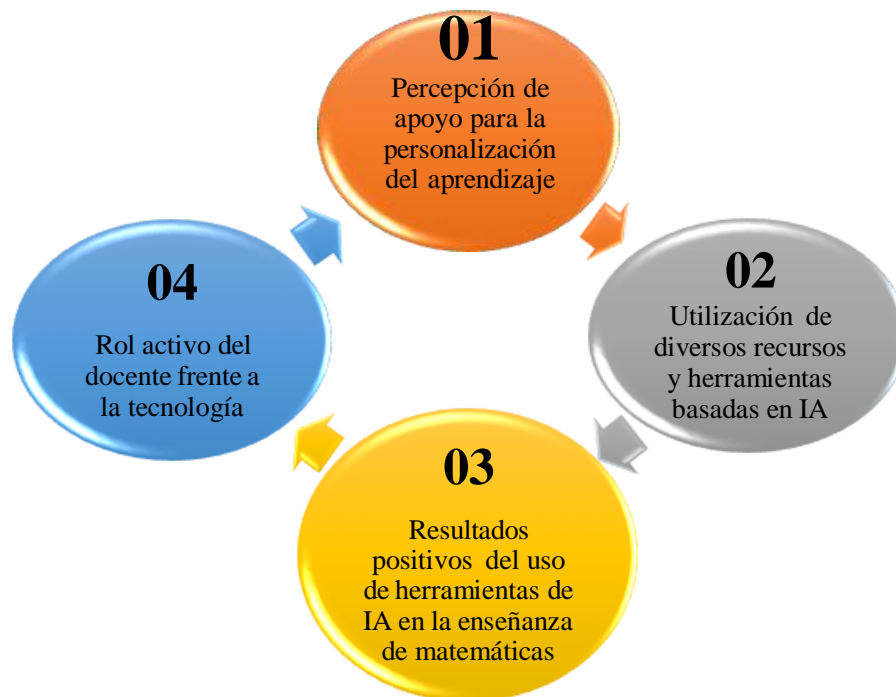 01
Percepción de
apoyo para la
personalización
del aprendizaje
02
Utilización de
diversos recursos
y herramientas
basadas en IA
03
Resultados
positivos del uso
de herramientas de
IA en la enseñanza
de matemáticas
04
Rol activo del
docente frente a
la tecnología